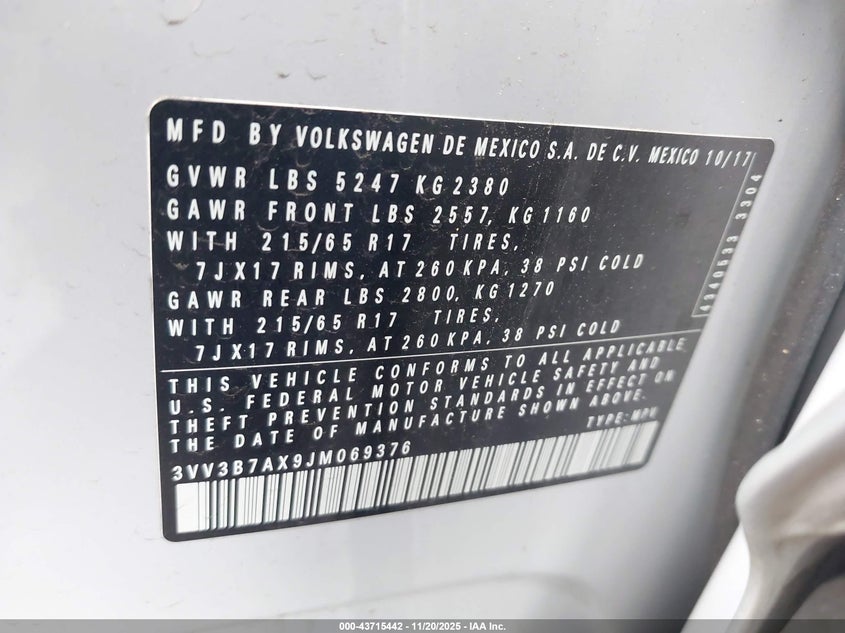 MFD BY VOLKSWAGEN DE MEXICO S.A. DE C.V. MEXICO 10/17
GVWR LBS 5247 KG 2380
GAWR FRONT LBS 2557, KG 1160
WITH 215/65 R17 TIRES,
7JX17 RIMS, AT 260 KPA, 38 PSI COLD
GAWR REAR LBS 2800, KG 1270
WITH 215/65 R17 TIRES,
7JX17 RIMS, AT 260 KPA, 38 PSI COLD
THIS VEHICLE CONFORMS TO ALL APPLICABLE
U.S. FEDERAL MOTOR VEHICLE SAFETY AND
THEFT PREVENTION STANDARDS IN EFFECT ON
THE DATE OF MANUFACTURE SHOWN ABOVE.
TYPE: MPV
3VV3B7AX9JM069376
4340533 3304
000-43715442 | 11/20/2025 - IAA Inc.